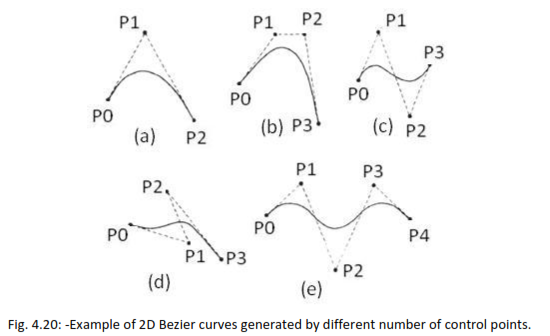 P1
P0
P2
(a)
P1 P2
P0
P3
(b)
P1
P3
P0
P2
(c)
P2
P0
P1 P3
(d)
P1 P3
P0
P4
P2
(e)
Fig. 4.20: -Example of 2D Bezier curves generated by different number of control points.